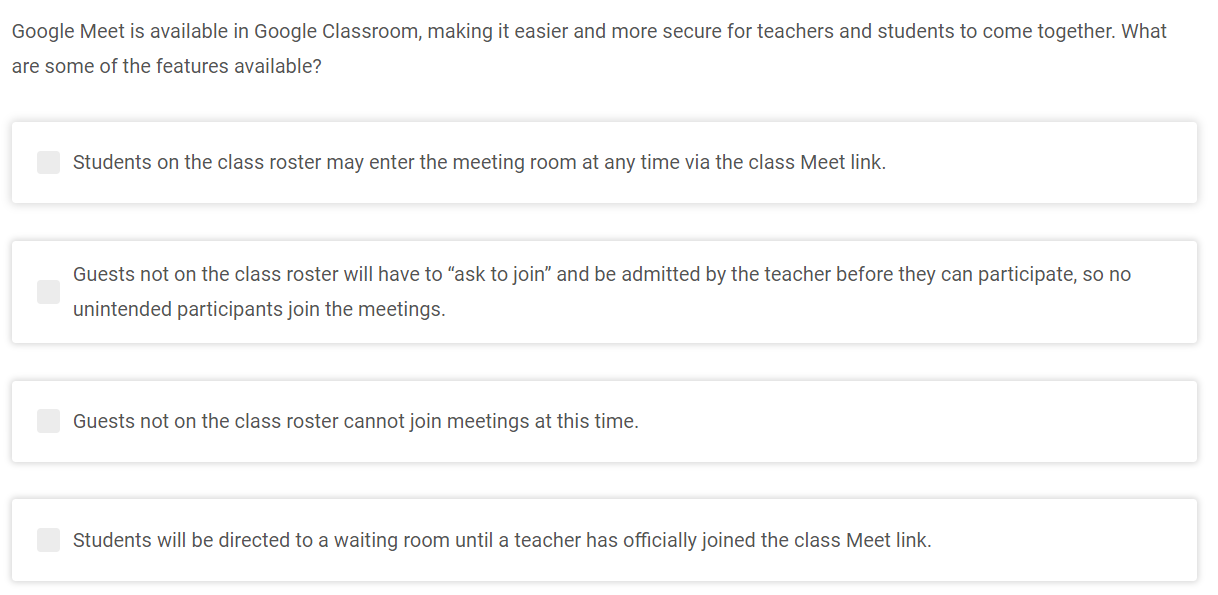 Google Meet is available in Google Classroom, making it easier and more secure for teachers and students to come together. What
are some of the features available?
Students on the class roster may enter the meeting room at any time via the class Meet link.
Guests not on the class roster will have to “ask to join” and be admitted by the teacher before they can participate, so no
unintended participants join the meetings.
Guests not on the class roster cannot join meetings at this time.
Students will be directed to a waiting room until a teacher has officially joined the class Meet link.